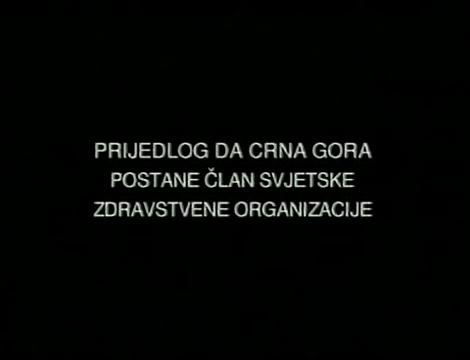 PRIJEDLOG DA CRNA GORA
POSTANE ČLAN SVJETSKE
ZDRAVSTVENE ORGANIZACIJE